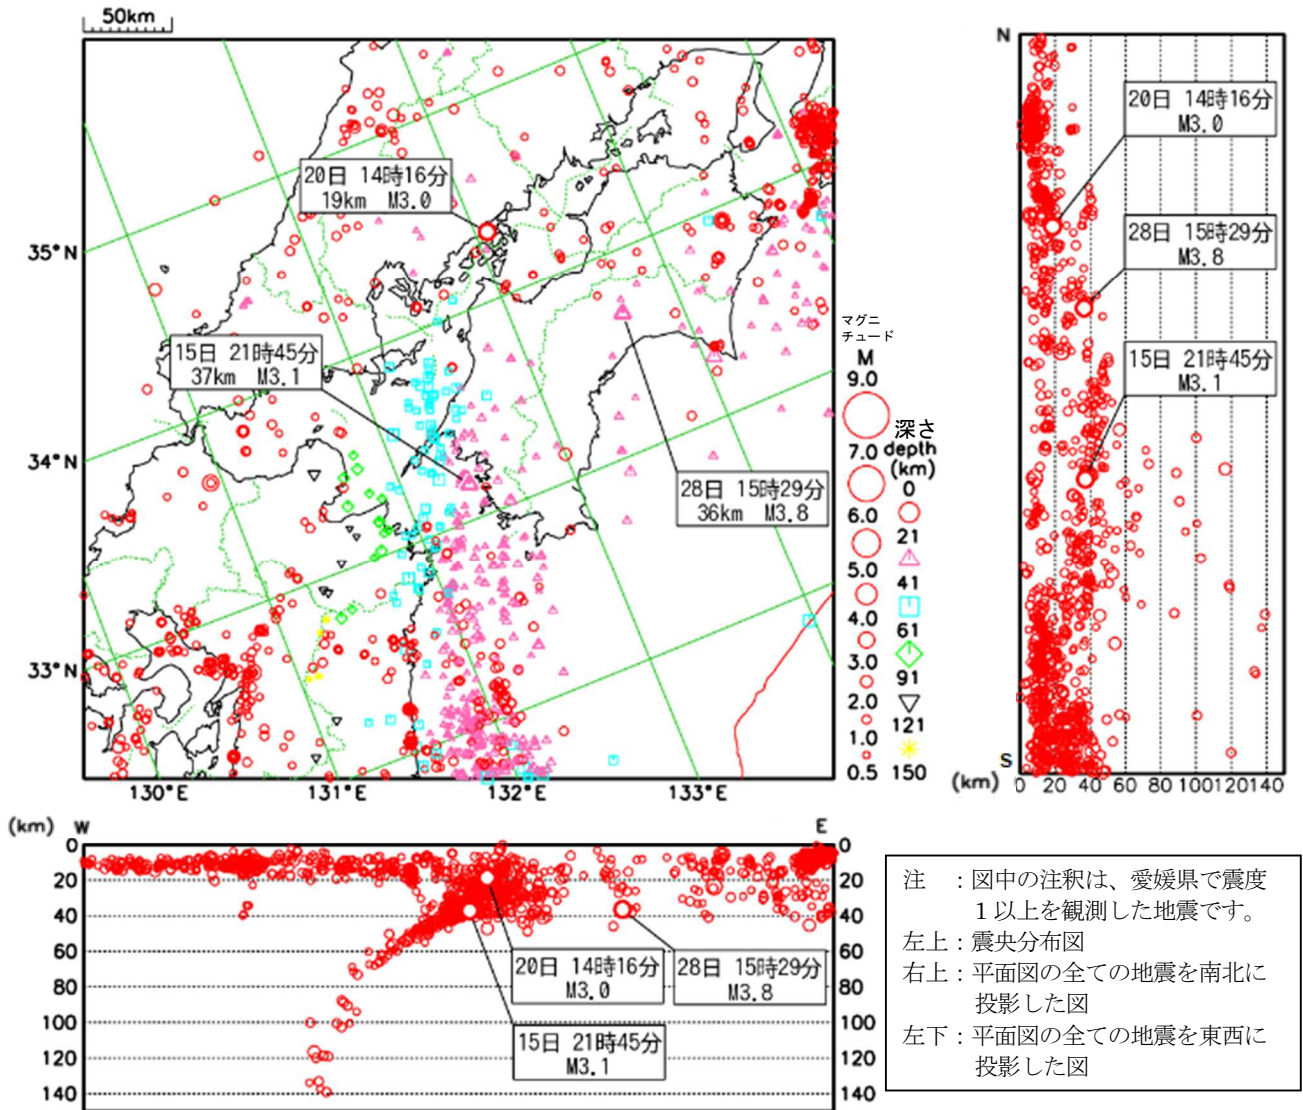 50km
20日 14時16分
19km M3.0
15日 21時45分
37km M3.1
28日 15時29分
36km M3.8
35°N
34°N
33°N
130°E
131°E
132°E
133°E
マグニ
チュード
M
9.0
7.0
6.0
5.0
4.0
3.0
2.0
1.0
0.5
深さ
depth
(km)
0
21
41
61
91
121
150
N
20日 14時16分
M3.0
28日 15時29分
M3.8
15日 21時45分
M3.1
S
(km) 0 20 40 60 80 100 120 140
(km) W E
0 0
20 20
40 40
60 60
80 80
100 100
120 120
140 140
20日 14時16分
M3.0
28日 15時29分
M3.8
15日 21時45分
M3.1
注 :図中の注釈は、愛媛県で震度
1以上を観測した地震です。
左上:震央分布図
右上:平面図の全ての地震を南北に
投影した図
左下:平面図の全ての地震を東西に
投影した図